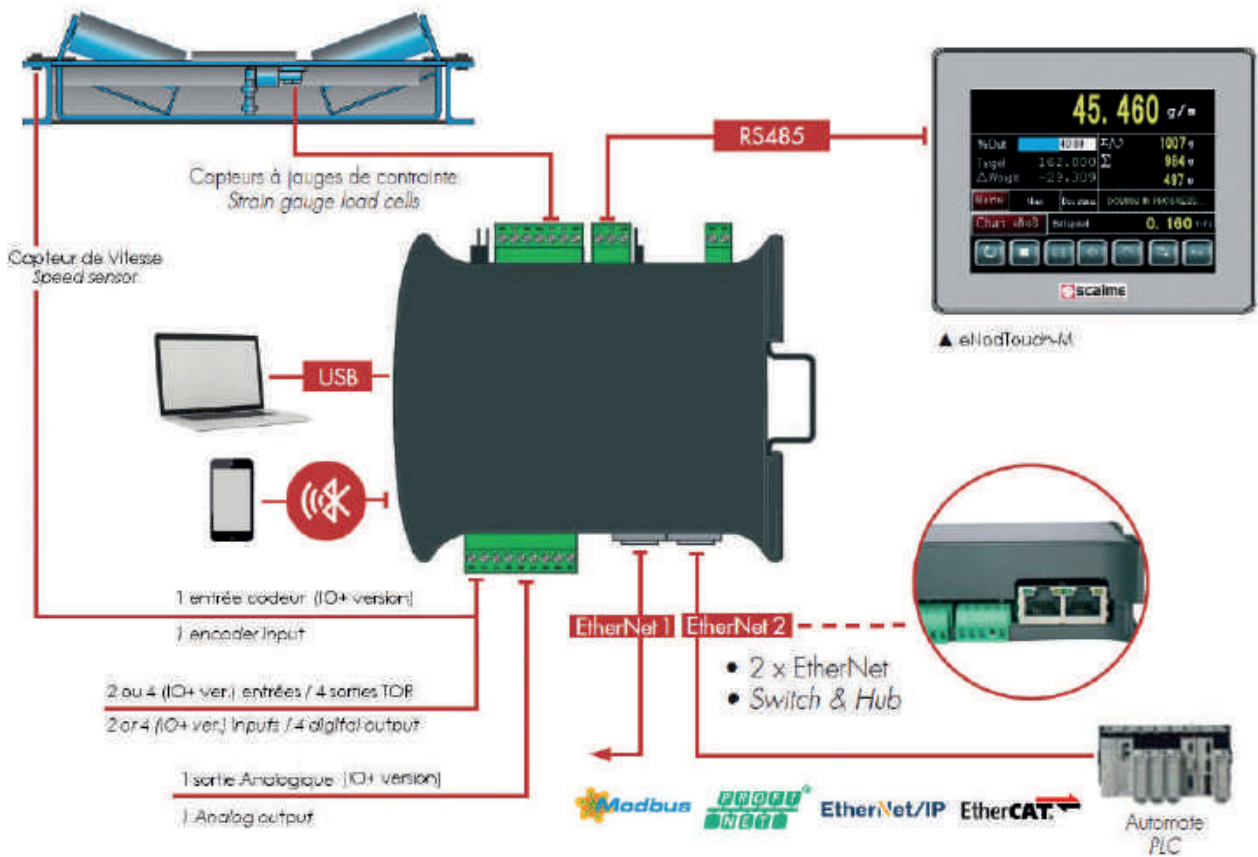 RS485
45.460 g/m
%Out
Target 162.000
-29.309
Σ
1007
984
497
0.160
scaime
▲ eNodTouch-M
Capteurs à jauges de contrainte
Strain gauge load cells
Capteur de Vitesse
Speed sensor
USB
1 entrée codeur (IO+ version)
1 encoder input
2 ou 4 (IO+ ver.) entrées / 4 sorties TOR
2 or 4 (IO+ ver.) inputs / 4 digital output
1 sortie Analogique (IO+ version)
1 Analog output
EtherNet 1
EtherNet 2
• 2 x EtherNet
• Switch & Hub
Modbus
PROFI
NET
EtherNet/IP
EtherCAT
Automate
PLC